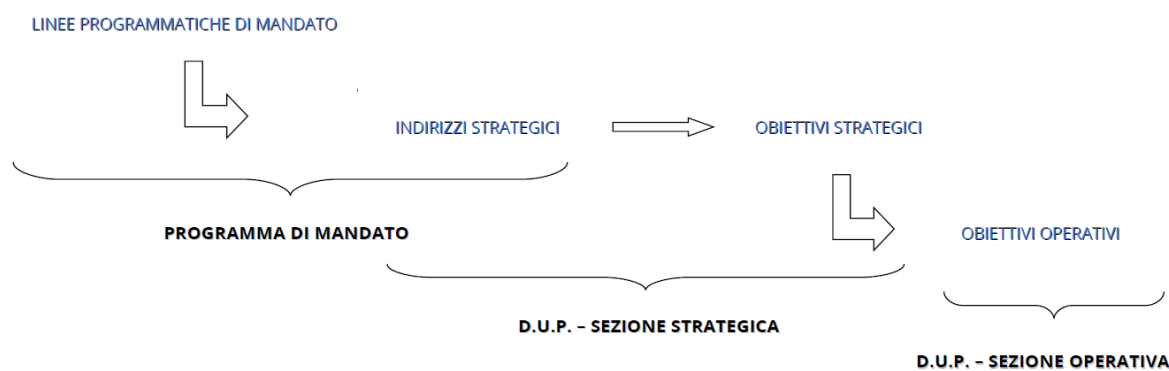 LINEE PROGRAMMATICHE DI MANDATO
INDIRIZZI STRATEGICI
OBIETTIVI STRATEGICI
PROGRAMMA DI MANDATO
OBIETTIVI OPERATIVI
D.U.P. – SEZIONE STRATEGICA
D.U.P. – SEZIONE OPERATIVA